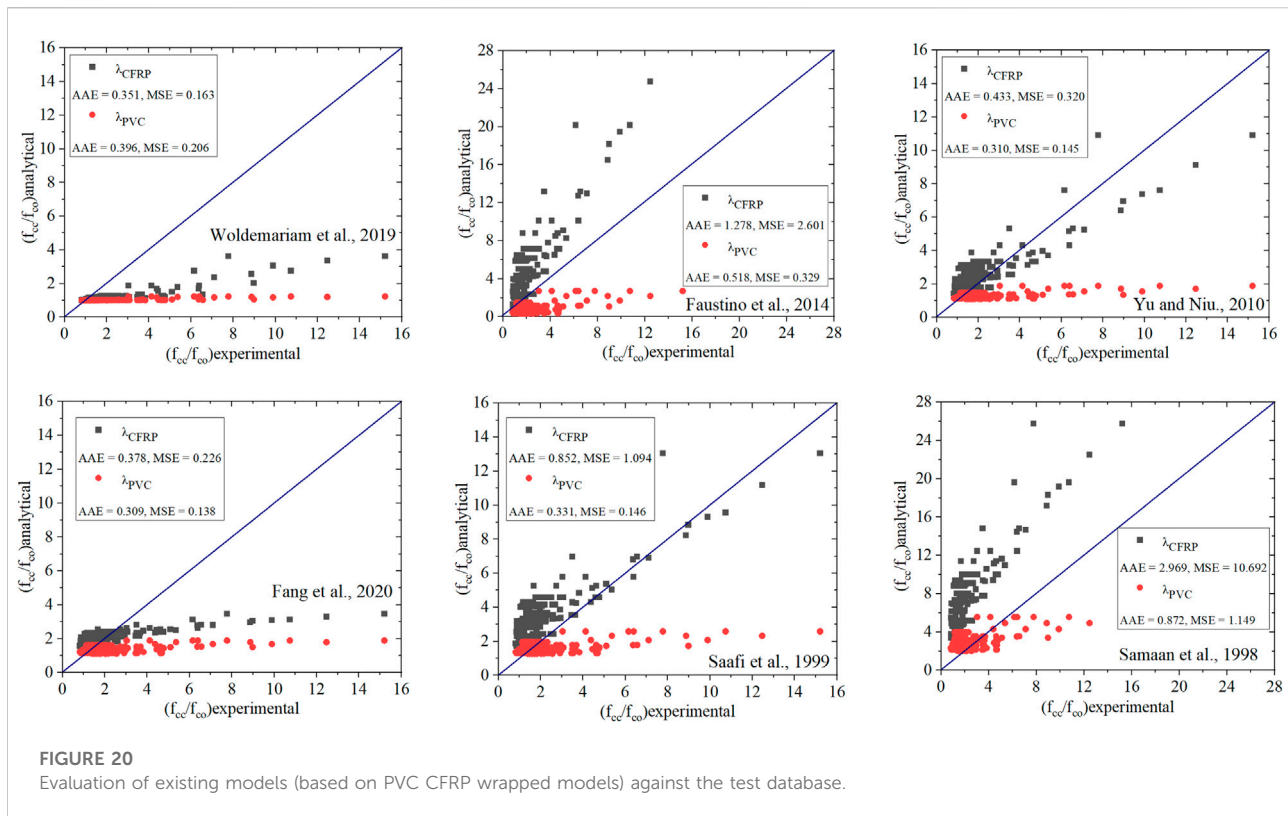 16
14
12
10
8
6
4
2
0
(fcc/fco)analytical
λCFRP
AAE = 0.351, MSE = 0.163
λPVC
AAE = 0.396, MSE = 0.206
Woldemariam et al., 2019
0 2 4 6 8 10 12 14 16
(fcc/fco)experimental
28
24
20
16
12
8
4
0
(fcc/fco)analytical
λCFRP
AAE = 1.278, MSE = 2.601
λPVC
AAE = 0.518, MSE = 0.329
Faustino et al., 2014
0 4 8 12 16 20 24 28
(fcc/fco)experimental
16
14
12
10
8
6
4
2
0
(fcc/fco)analytical
λCFRP
AAE = 0.433, MSE = 0.320
λPVC
AAE = 0.310, MSE = 0.145
Yu and Niu., 2010
0 2 4 6 8 10 12 14 16
(fcc/fco)experimental
16
14
12
10
8
6
4
2
0
(fcc/fco)analytical
λCFRP
AAE = 0.378, MSE = 0.226
λPVC
AAE = 0.309, MSE = 0.138
Fang et al., 2020
0 2 4 6 8 10 12 14 16
(fcc/fco)experimental
16
14
12
10
8
6
4
2
0
(fcc/fco)analytical
λCFRP
AAE = 0.852, MSE = 1.094
λPVC
AAE = 0.331, MSE = 0.146
Saafi et al., 1999
0 2 4 6 8 10 12 14 16
(fcc/fco)experimental
28
24
20
16
12
8
4
0
(fcc/fco)analytical
λCFRP
AAE = 2.969, MSE = 10.692
λPVC
AAE = 0.872, MSE = 1.149
Samaan et al., 1998
0 4 8 12 16 20 24 28
(fcc/fco)experimental
FIGURE 20
Evaluation of existing models (based on PVC CFRP wrapped models) against the test database.